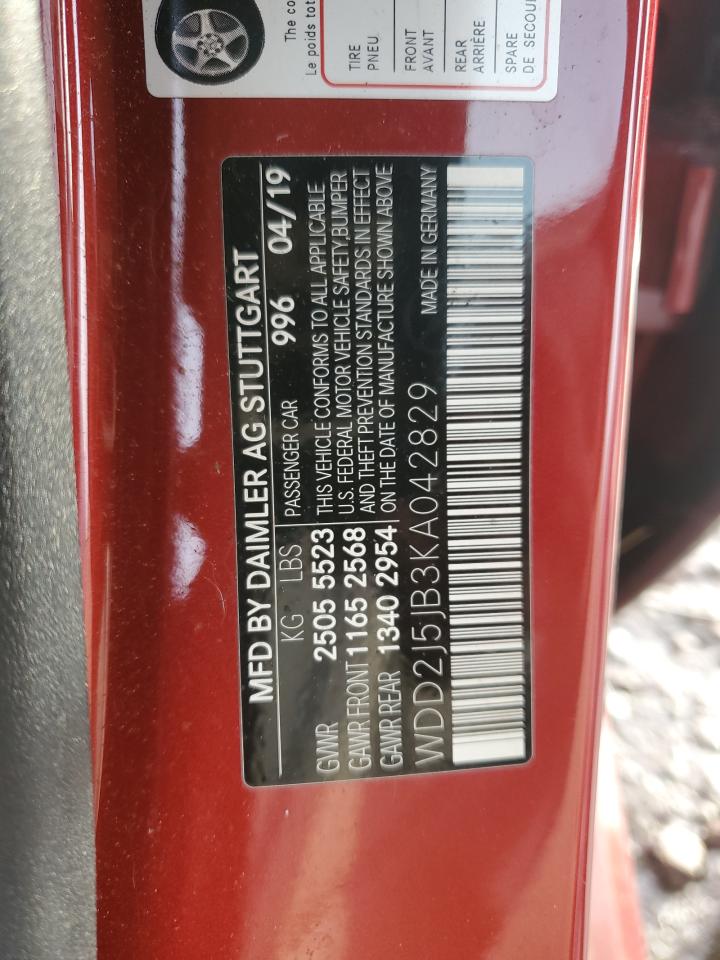 The co
Le poids tot
TIRE
PNEU
FRONT
AVANT
REAR
ARRIÈRE
SPARE
DE SECOU
MFD BY DAIMLER AG STUTTGART
KG LBS PASSENGER CAR 996 04/19
GVWR 2505 5523 THIS VEHICLE CONFORMS TO ALL APPLICABLE
GAWR FRONT 1165 2568 U.S. FEDERAL MOTOR VEHICLE SAFETY, BUMPER
GAWR REAR 1340 2954 AND THEFT PREVENTION STANDARDS IN EFFECT
ON THE DATE OF MANUFACTURE SHOWN ABOVE
WDD2J5JB3KA042829 MADE IN GERMANY